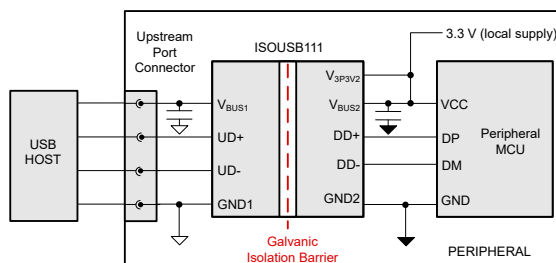 Upstream
Port
Connector
ISOUSB111
3.3 V (local supply)
USB
HOST
VBUS1
UD+
UD-
GND1
V3P3V2
VBUS2
DD+
DD-
GND2
VCC
DP
DM
GND
Peripheral
MCU
Galvanic
Isolation Barrier
PERIPHERAL